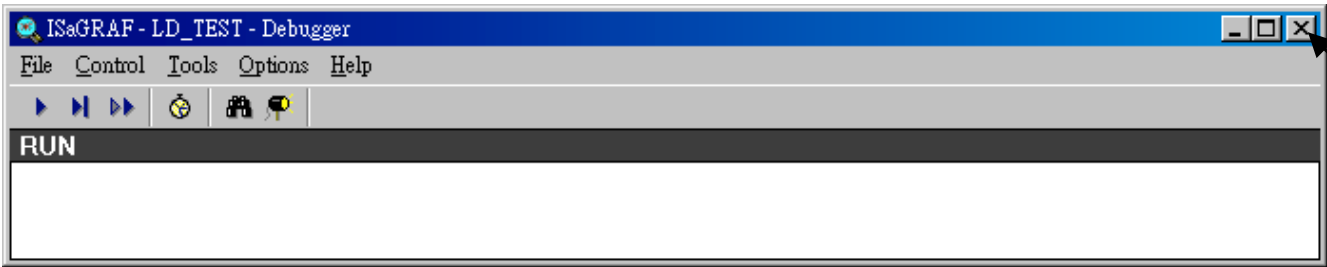 ISaGRAF - LD_TEST - Debugger
File Control Tools Options Help
RUN